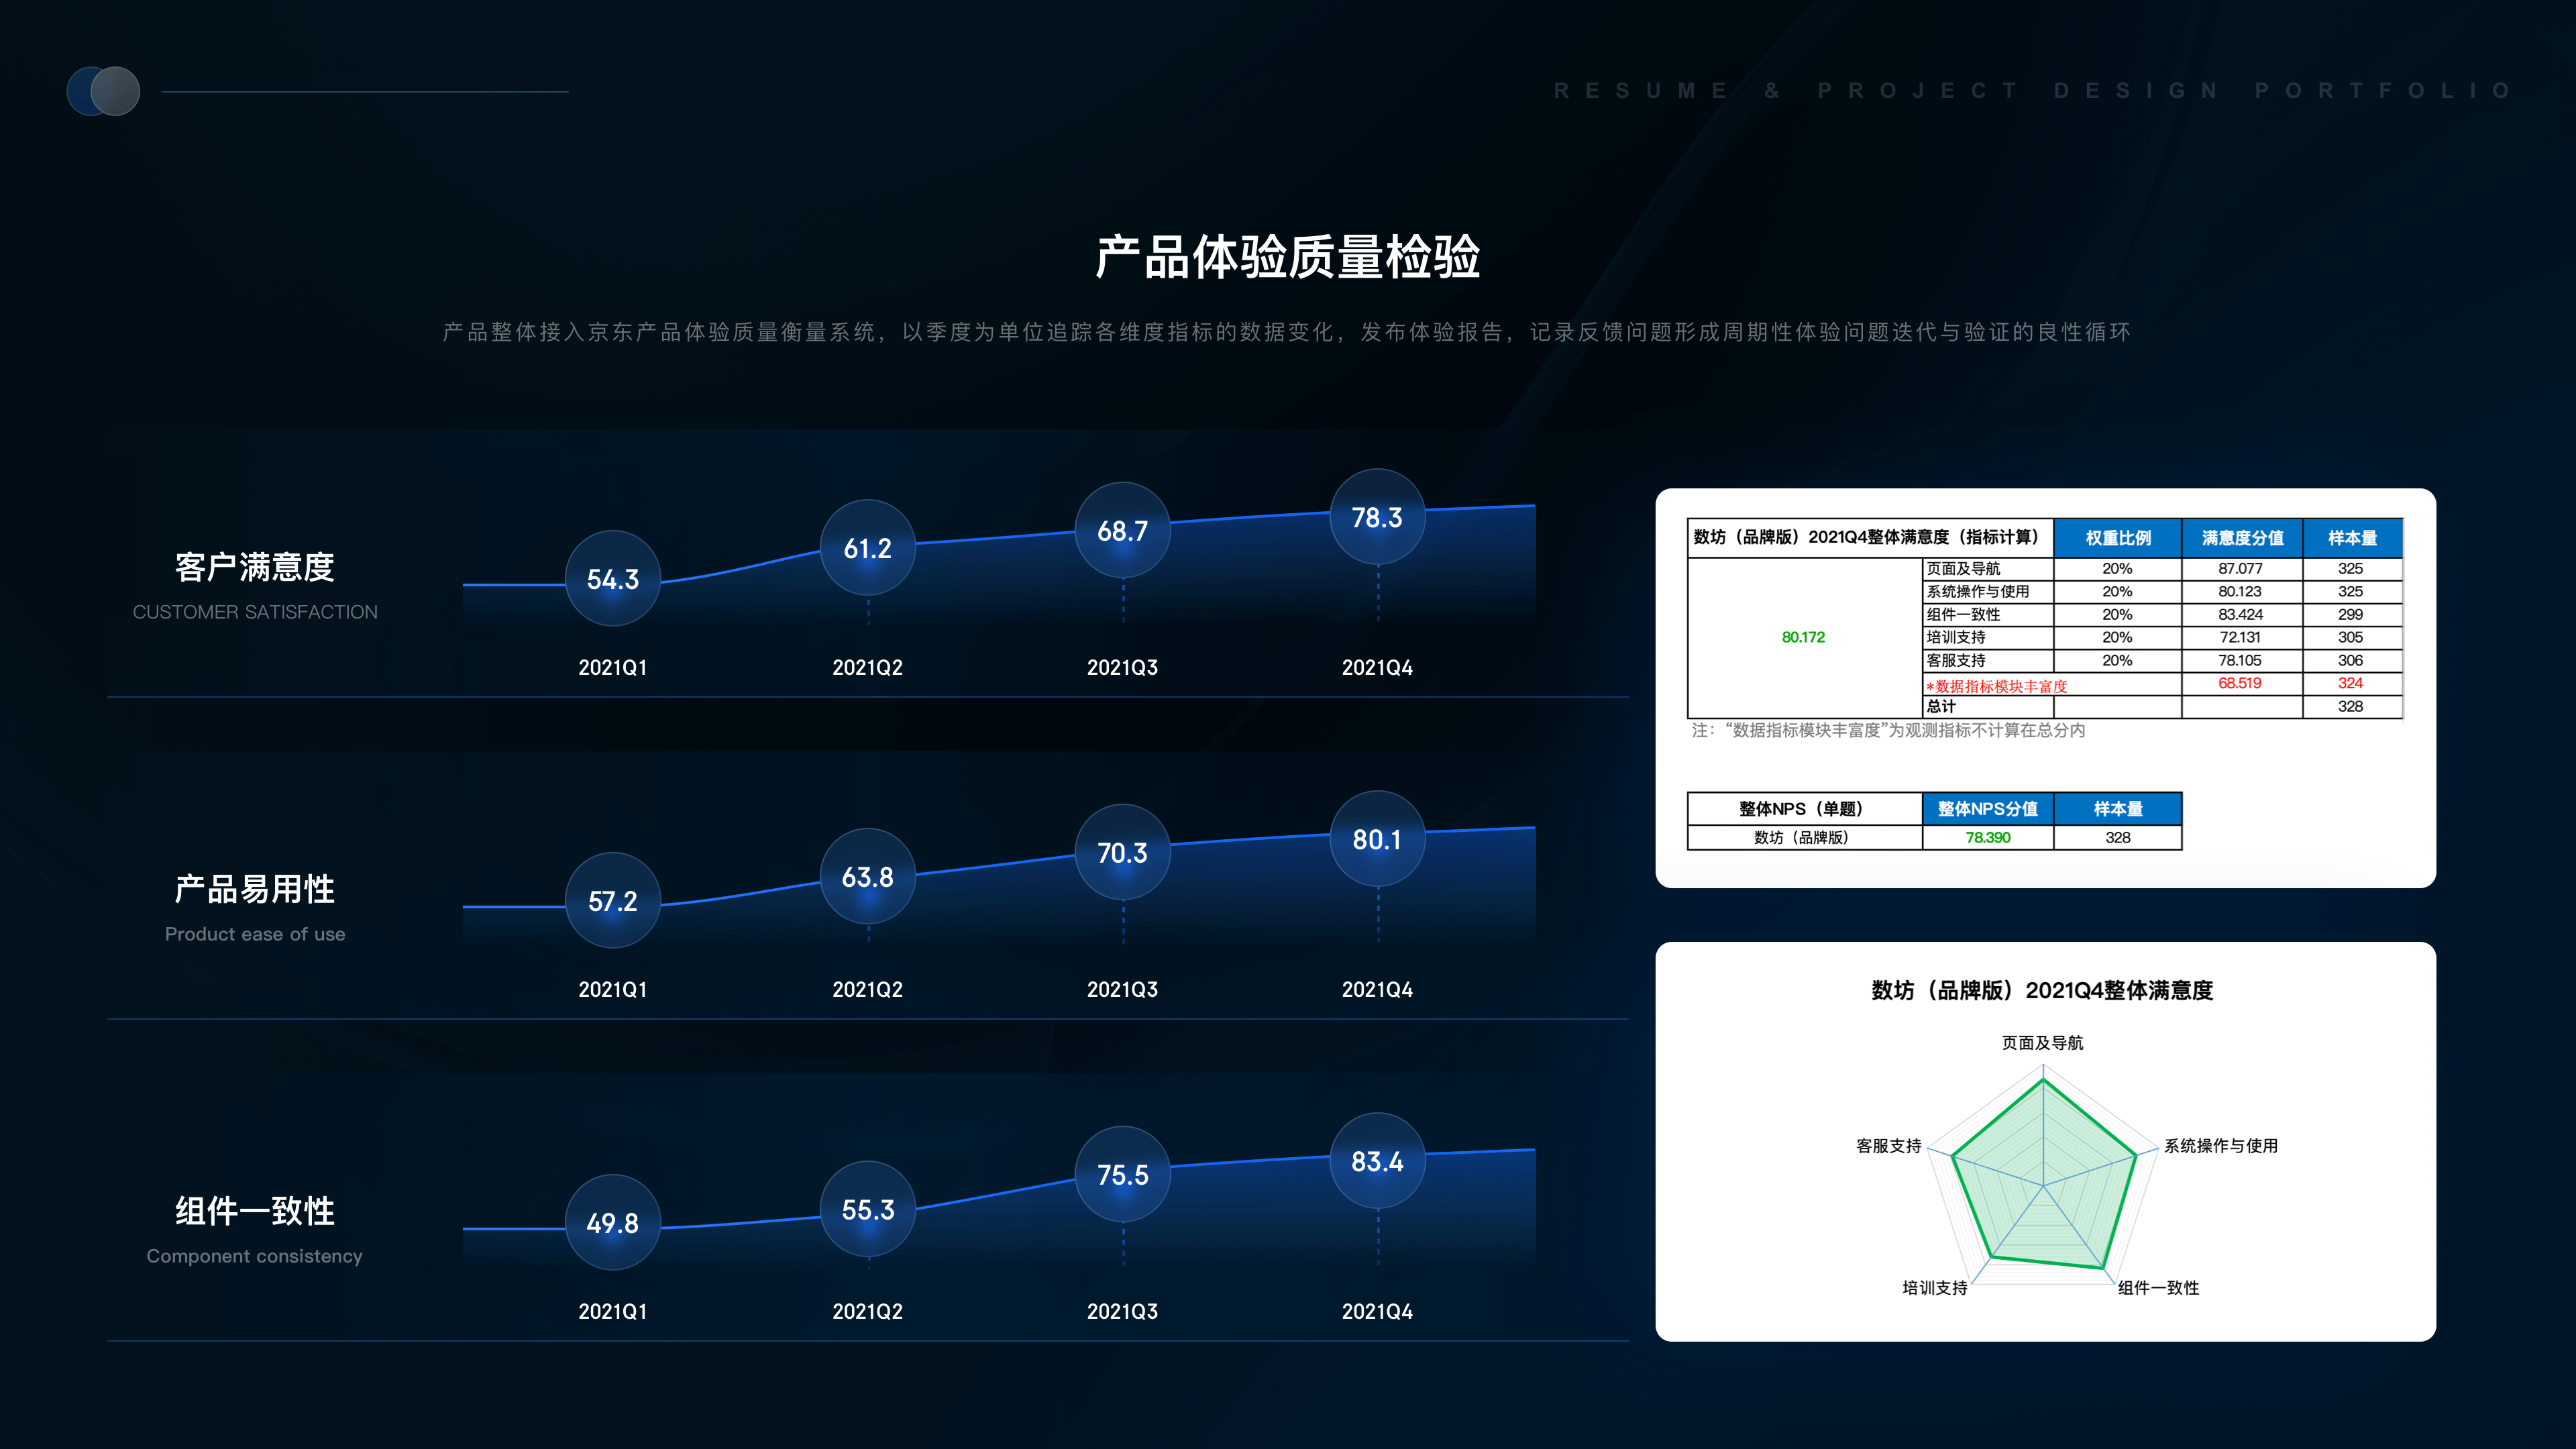 RESUME & PROJECT DESIGN PORTFOLIO
产品体验质量检验
产品整体接入京东产品体验质量衡量系统，以季度为单位追踪各维度指标的数据变化，发布体验报告，记录反馈问题形成周期性体验问题迭代与验证的良性循环
客户满意度
CUSTOMER SATISFACTION
54.3 61.2 68.7 78.3
2021Q1 2021Q2 2021Q3 2021Q4
产品易用性
Product ease of use
57.2 63.8 70.3 80.1
2021Q1 2021Q2 2021Q3 2021Q4
组件一致性
Component consistency
49.8 55.3 75.5 83.4
2021Q1 2021Q2 2021Q3 2021Q4
数坊（品牌版）2021Q4整体满意度（指标计算） 权重比例 满意度分值 样本量
80.172
页面及导航 20% 87.077 325
系统操作与使用 20% 80.123 325
组件一致性 20% 83.424 299
培训支持 20% 72.131 305
客服支持 20% 78.105 306
*数据指标模块丰富度 68.519 324
总计 328
注：“数据指标模块丰富度”为观测指标不计算在总分内
整体NPS（单题） 整体NPS分值 样本量
数坊（品牌版） 78.390 328
数坊（品牌版）2021Q4整体满意度
页面及导航
客服支持 系统操作与使用
培训支持 组件一致性